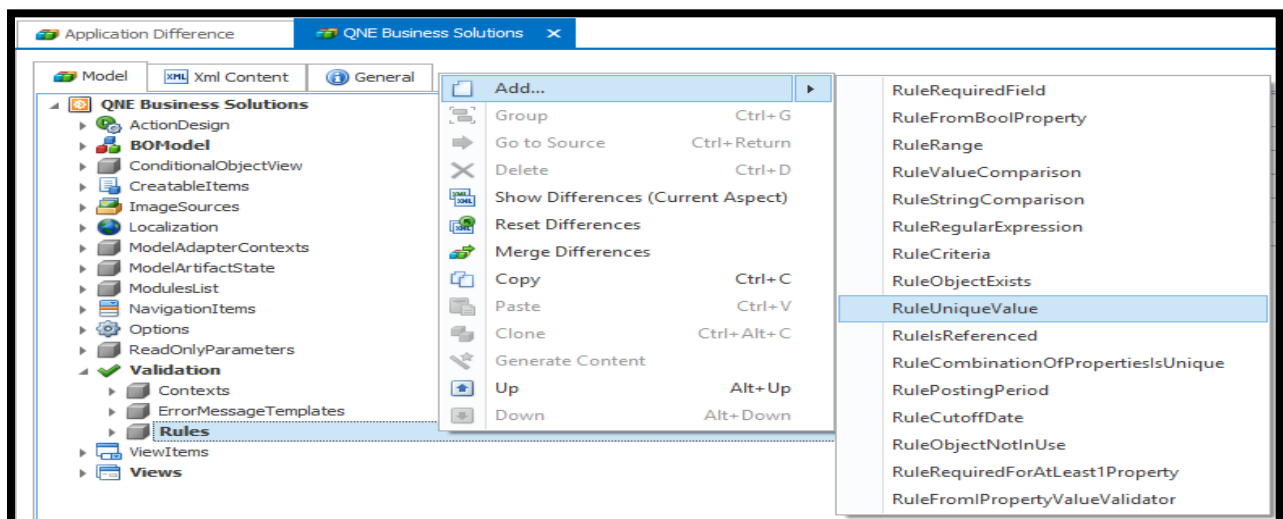 Application Difference
QNE Business Solutions
Model
XML Xml Content
General
QNE Business Solutions
ActionDesign
BOModel
ConditionalObjectView
CreatableItems
ImageSources
Localization
ModelAdapterContexts
ModelArtifactState
ModulesList
NavigationItems
Options
ReadOnlyParameters
Validation
Contexts
ErrorMessageTemplates
Rules
ViewItems
Views
Add...
Group Ctrl+G
Go to Source Ctrl+Return
Delete Ctrl+D
Show Differences (Current Aspect)
Reset Differences
Merge Differences
Copy Ctrl+C
Paste Ctrl+V
Clone Ctrl+Alt+C
Generate Content
Up Alt+Up
Down Alt+Down
RuleRequiredField
RuleFromBoolProperty
RuleRange
RuleValueComparison
RuleStringComparison
RuleRegularExpression
RuleCriteria
RuleObjectExists
RuleUniqueValue
RuleIsReferenced
RuleCombinationOfPropertiesIsUnique
RulePostingPeriod
RuleCutoffDate
RuleObjectNotInUse
RuleRequiredForAtLeast1Property
RuleFromIPropertyValueValidator